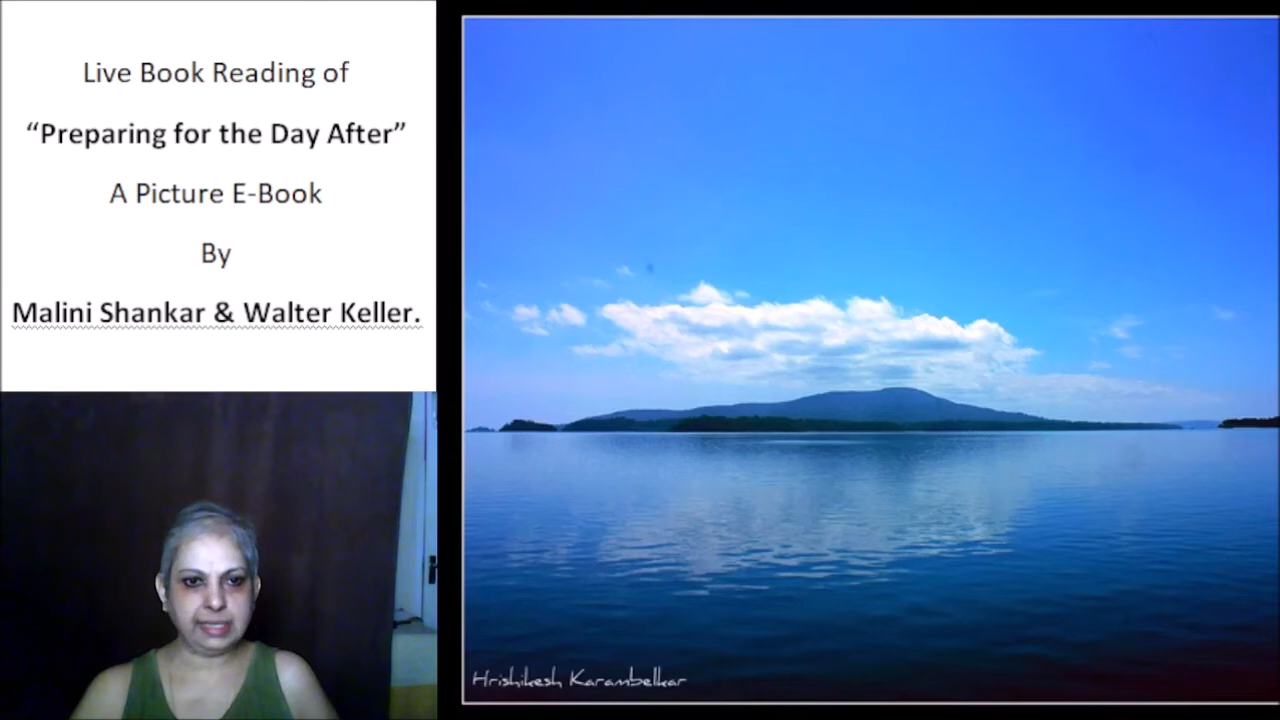 Live Book Reading of
“Preparing for the Day After”
A Picture E-Book
By
Malini Shankar & Walter Keller.
Hrishikesh Karambelkar